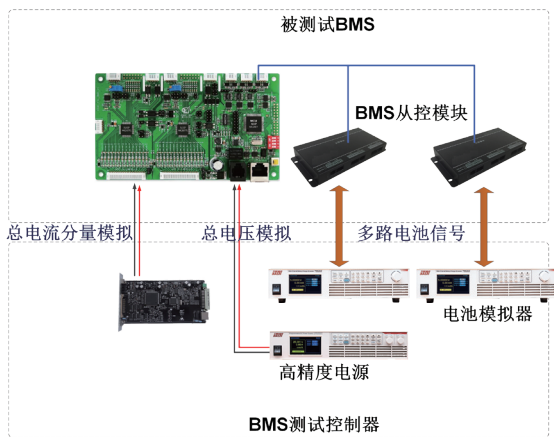 被测试BMS
BMS从控模块
总电流分量模拟
总电压模拟
多路电池信号
电池模拟器
高精度电源
BMS测试控制器